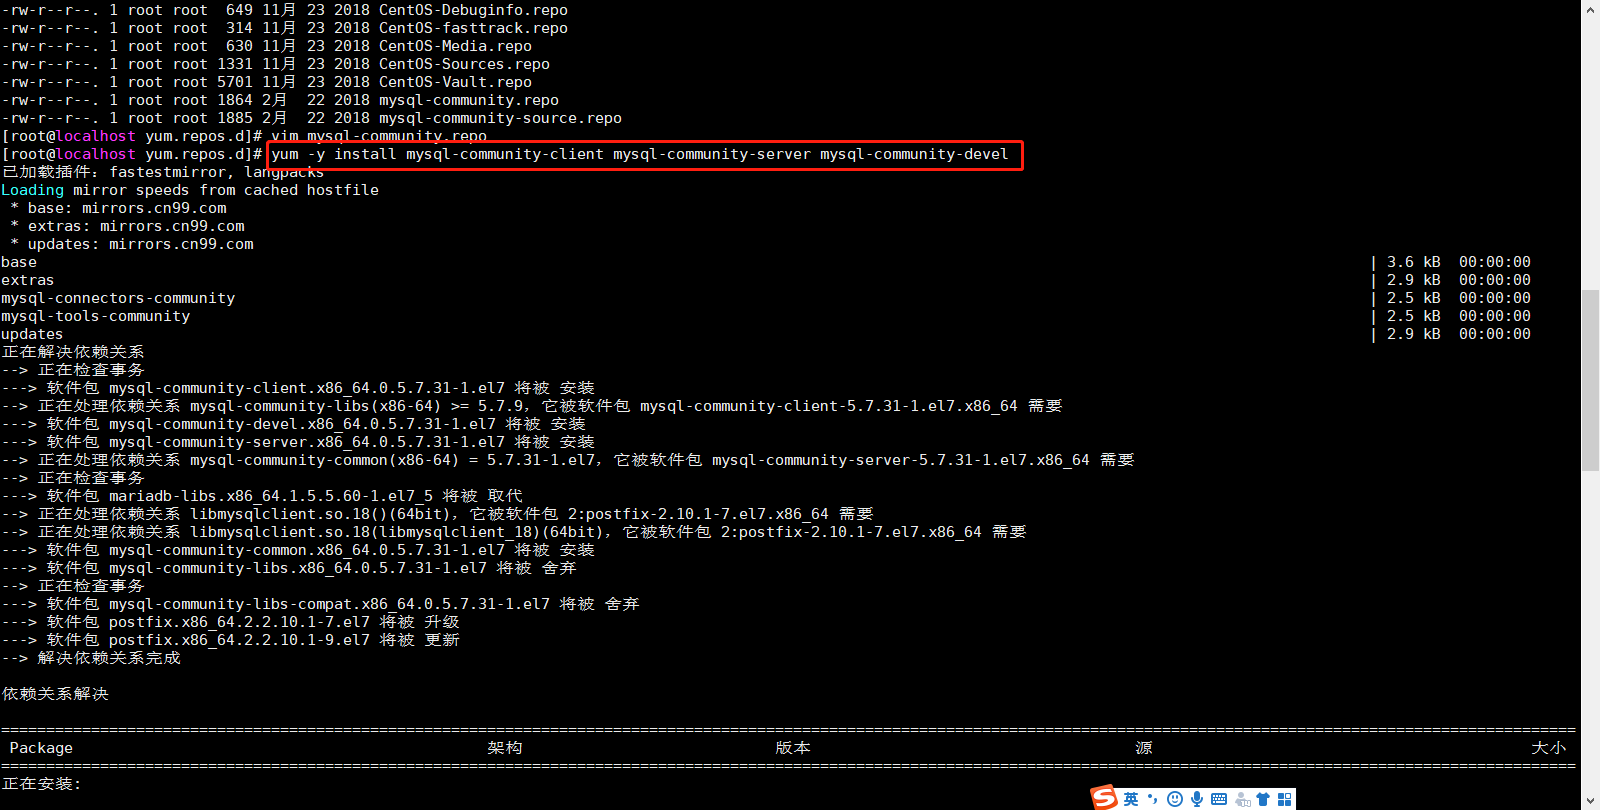 -rw-r--r--. 1 root root  649 11月 23 2018 CentOS-Debuginfo.repo
-rw-r--r--. 1 root root  314 11月 23 2018 CentOS-fasttrack.repo
-rw-r--r--. 1 root root  630 11月 23 2018 CentOS-Media.repo
-rw-r--r--. 1 root root 1331 11月 23 2018 CentOS-Sources.repo
-rw-r--r--. 1 root root 5701 11月 23 2018 CentOS-Vault.repo
-rw-r--r--. 1 root root 1864 2月  22 2018 mysql-community.repo
-rw-r--r--. 1 root root 1885 2月  22 2018 mysql-community-source.repo
[root@localhost yum.repos.d]# vim mysql-community.repo
[root@localhost yum.repos.d]# yum -y install mysql-community-client mysql-community-server mysql-community-devel
已加载插件：fastestmirror, langpacks
Loading mirror speeds from cached hostfile
 * base: mirrors.cn99.com
 * extras: mirrors.cn99.com
 * updates: mirrors.cn99.com
base | 3.6 kB  00:00:00
extras | 2.9 kB  00:00:00
mysql-connectors-community | 2.5 kB  00:00:00
mysql-tools-community | 2.5 kB  00:00:00
updates | 2.9 kB  00:00:00
正在解决依赖关系
--> 正在检查事务
---> 软件包 mysql-community-client.x86_64.0.5.7.31-1.el7 将被 安装
--> 正在处理依赖关系 mysql-community-libs(x86-64) >= 5.7.9，它被软件包 mysql-community-client-5.7.31-1.el7.x86_64 需要
---> 软件包 mysql-community-devel.x86_64.0.5.7.31-1.el7 将被 安装
---> 软件包 mysql-community-server.x86_64.0.5.7.31-1.el7 将被 安装
--> 正在处理依赖关系 mysql-community-common(x86-64) = 5.7.31-1.el7，它被软件包 mysql-community-server-5.7.31-1.el7.x86_64 需要
--> 正在检查事务
---> 软件包 mariadb-libs.x86_64.1.5.5.60-1.el7_5 将被 取代
--> 正在处理依赖关系 libmysqlclient.so.18()(64bit)，它被软件包 2:postfix-2.10.1-7.el7.x86_64 需要
--> 正在处理依赖关系 libmysqlclient.so.18(libmysqlclient_18)(64bit)，它被软件包 2:postfix-2.10.1-7.el7.x86_64 需要
---> 软件包 mysql-community-common.x86_64.0.5.7.31-1.el7 将被 安装
---> 软件包 mysql-community-libs.x86_64.0.5.7.31-1.el7 将被 舍弃
--> 正在检查事务
---> 软件包 mysql-community-libs-compat.x86_64.0.5.7.31-1.el7 将被 舍弃
---> 软件包 postfix.x86_64.2.2.10.1-7.el7 将被 升级
---> 软件包 postfix.x86_64.2.2.10.1-9.el7 将被 更新
--> 解决依赖关系完成
依赖关系解决
Package 架构 版本 源 大小
正在安装:
S 英